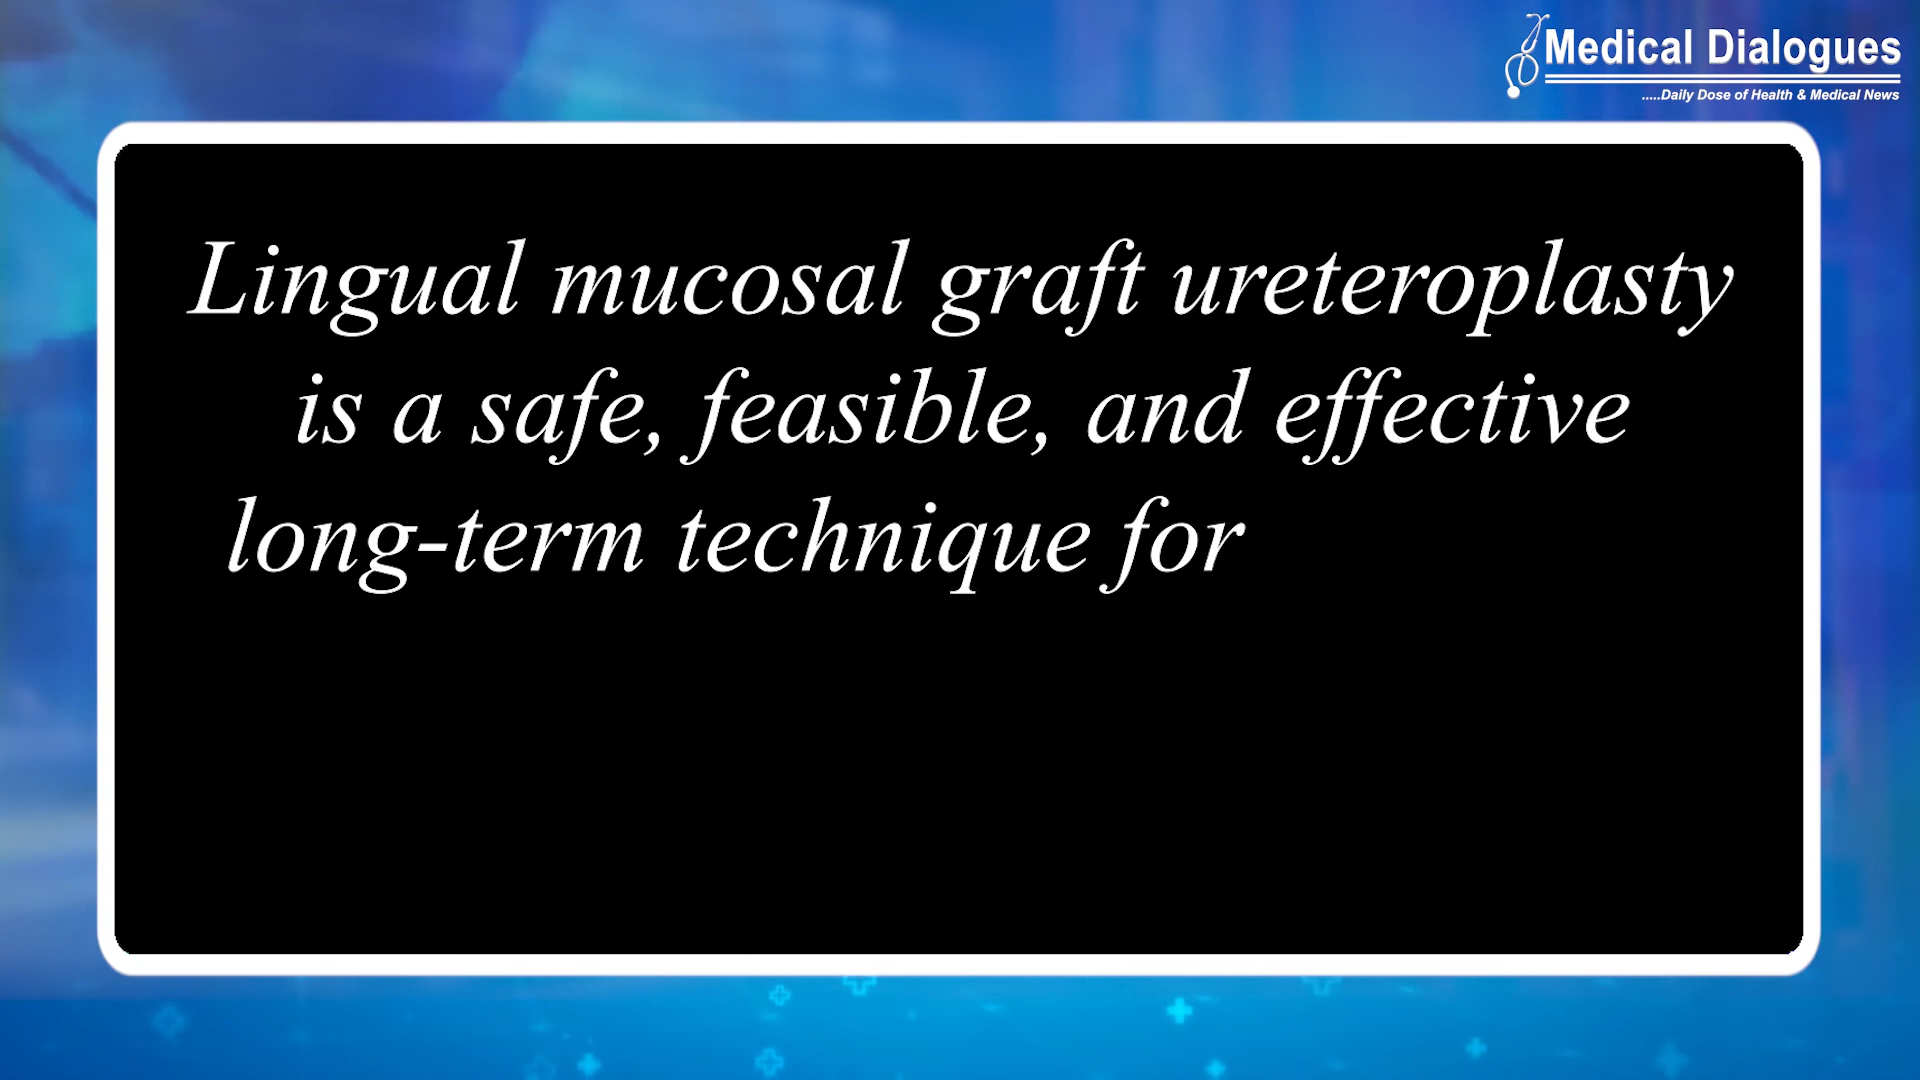 Medical Dialogues
.....Daily Dose of Health & Medical News
Lingual mucosal graft ureteroplasty
is a safe, feasible, and effective
long-term technique for